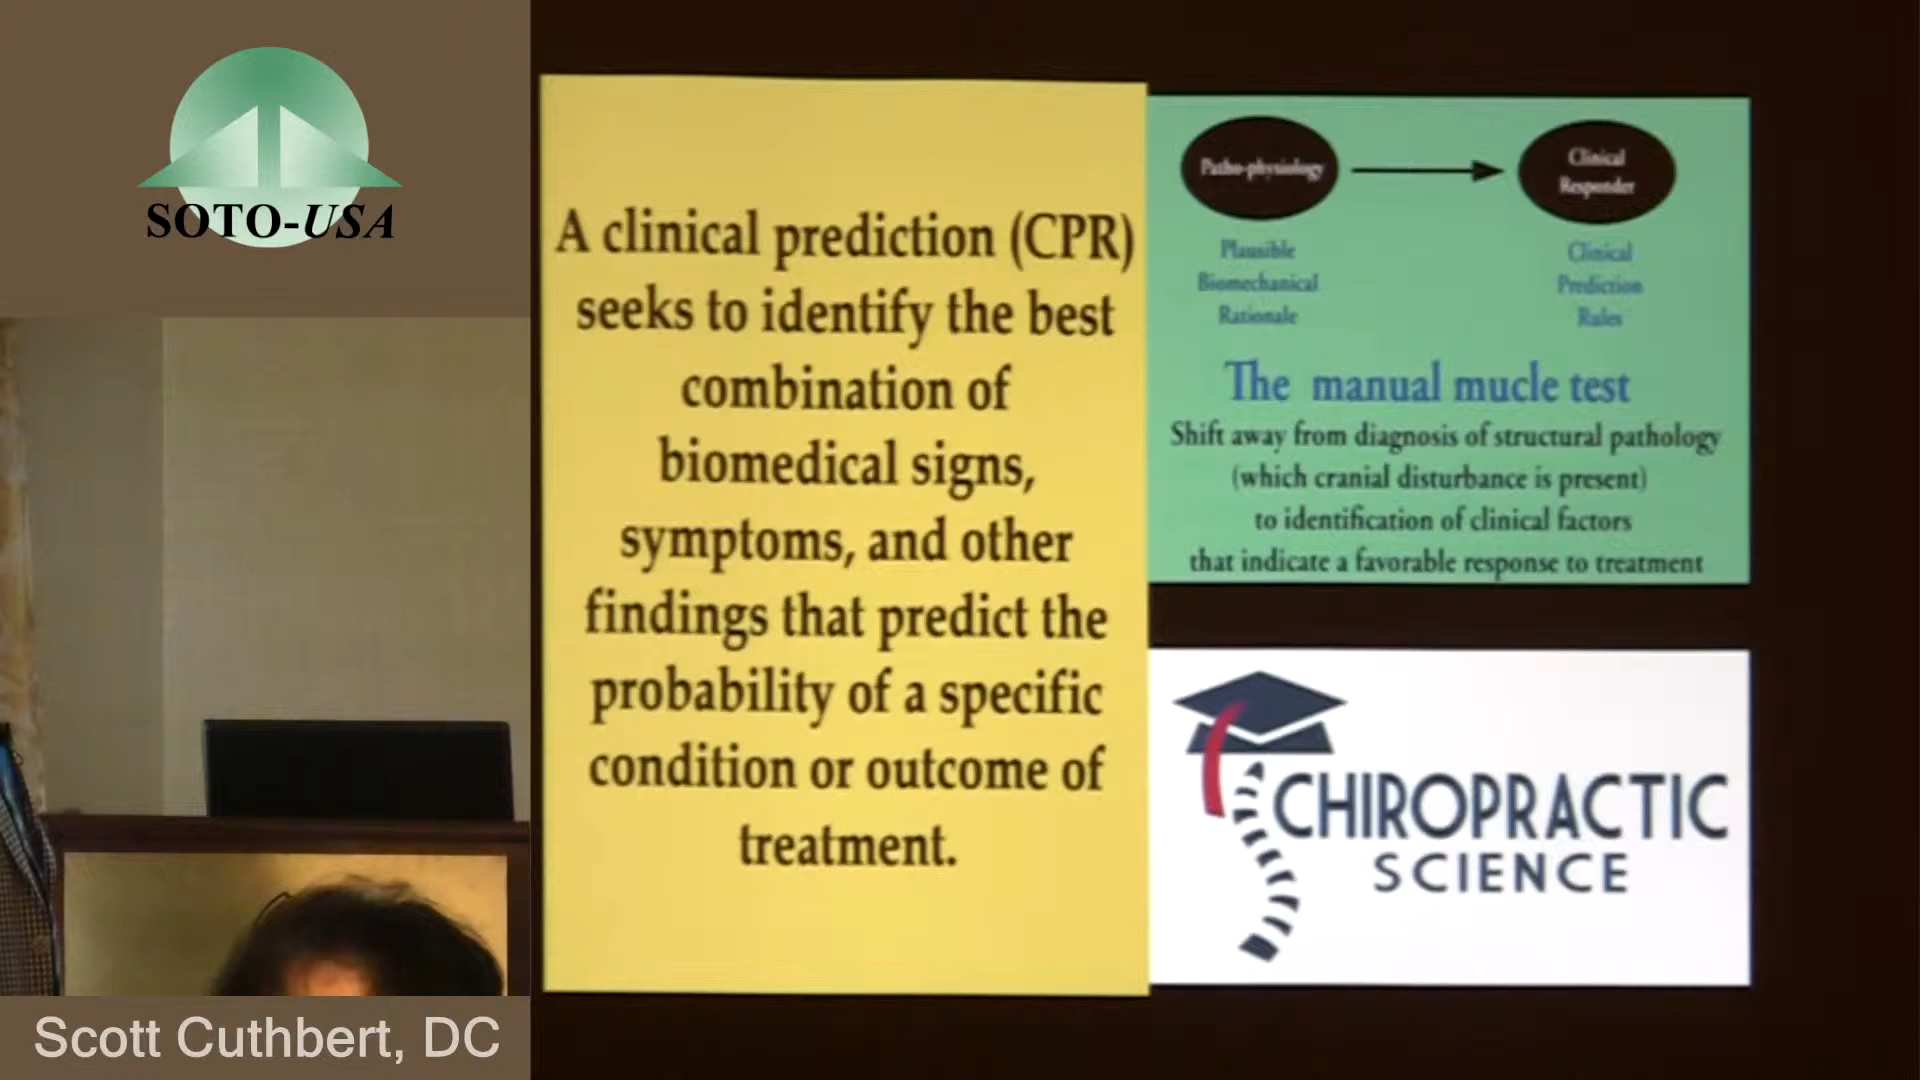 SOTO-USA
A clinical prediction (CPR)
seeks to identify the best
combination of
biomedical signs,
symptoms, and other
findings that predict the
probability of a specific
condition or outcome of
treatment.
Patho-physiology
Clinical
Responder
Plausible
Biomechanical
Rationale
Clinical
Prediction
Rules
The manual mucle test
Shift away from diagnosis of structural pathology
(which cranial disturbance is present)
to identification of clinical factors
that indicate a favorable response to treatment
CHIROPRACTIC
SCIENCE
Scott Cuthbert, DC